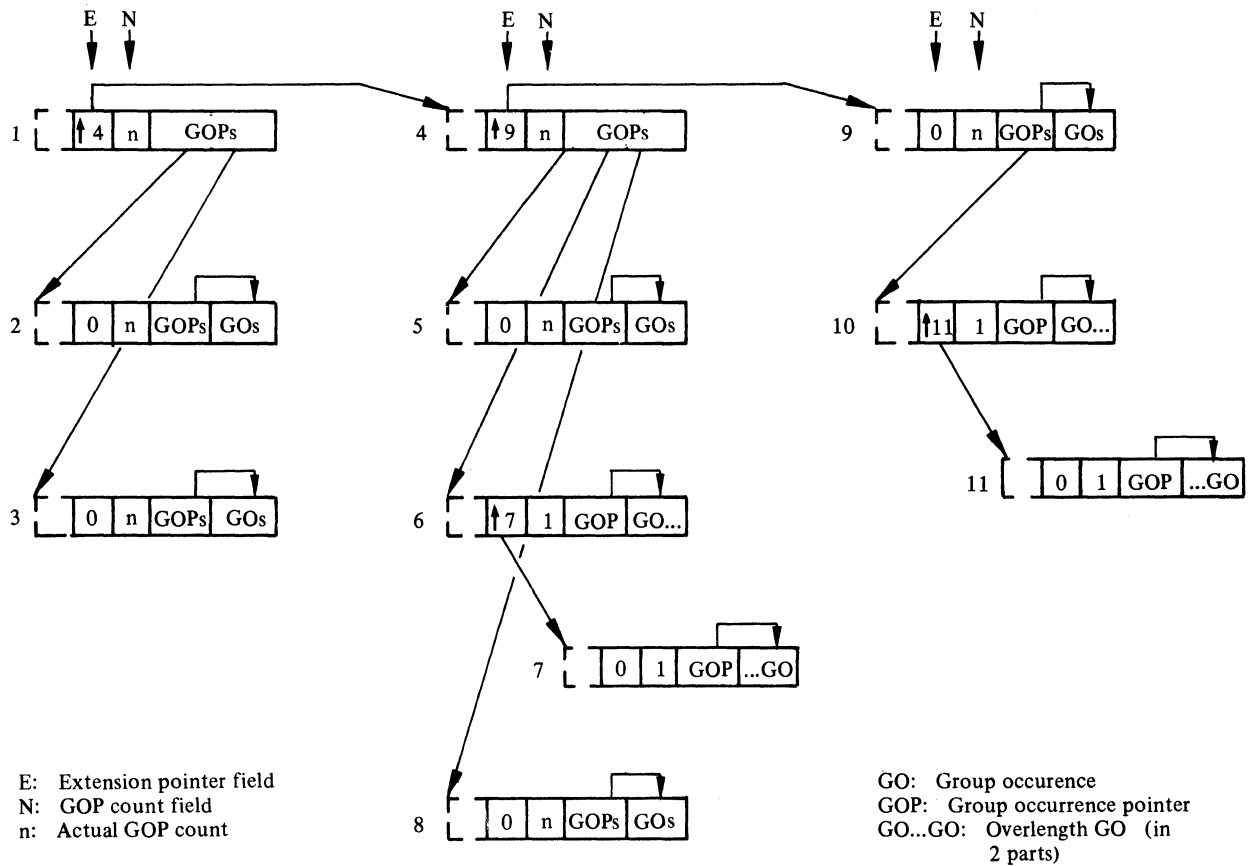 E N E N E N
1 ↑4 n GOPs 4 ↑9 n GOPs 9 0 n GOPs GOs
2 0 n GOPs GOs 5 0 n GOPs GOs 10 ↑11 1 GOP GO...
11 0 1 GOP ...GO
3 0 n GOPs GOs 6 ↑7 1 GOP GO...
7 0 1 GOP ...GO
8 0 n GOPs GOs
E: Extension pointer field
N: GOP count field
n: Actual GOP count
GO: Group occurence
GOP: Group occurrence pointer
GO...GO: Overlength GO (in
2 parts)